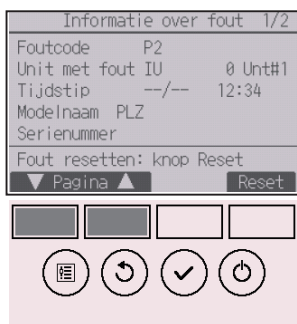 Informatie over fout 1/2
Foutcode P2
Unit met fout IU 0 Unt#1
Tijdstip --/-- 12:34
Modelnaam PLZ
Serienummer
Fout resetten: knop Reset
▼ Pagina ▲ Reset